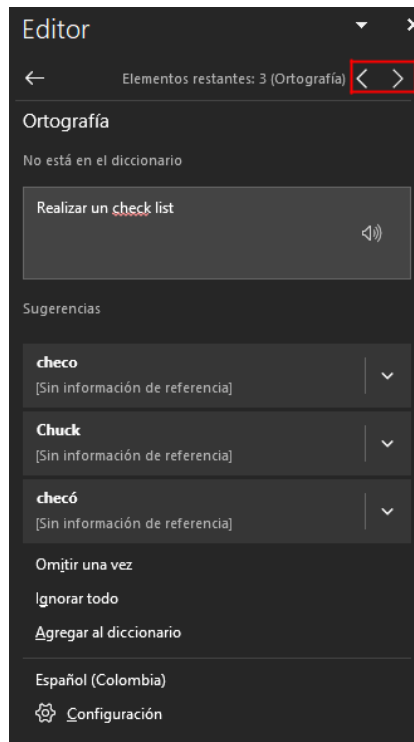 Editor
Elementos restantes: 3 (Ortografía)
Ortografía
No está en el diccionario
Realizar un check list
Sugerencias
checo
[Sin información de referencia]
Chuck
[Sin información de referencia]
checó
[Sin información de referencia]
Omitir una vez
Ignorar todo
Agregar al diccionario
Español (Colombia)
Configuración